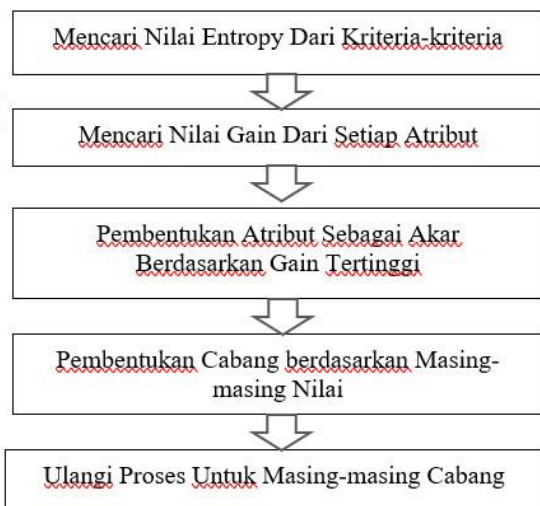 Mencari Nilai Entropy Dari Kriteria-kriteria
Mencari Nilai Gain Dari Setiap Atribut
Pembentukan Atribut Sebagai Akar
Berdasarkan Gain Tertinggi
Pembentukan Cabang berdasarkan Masing-
masing Nilai
Ulangi Proses Untuk Masing-masing Cabang